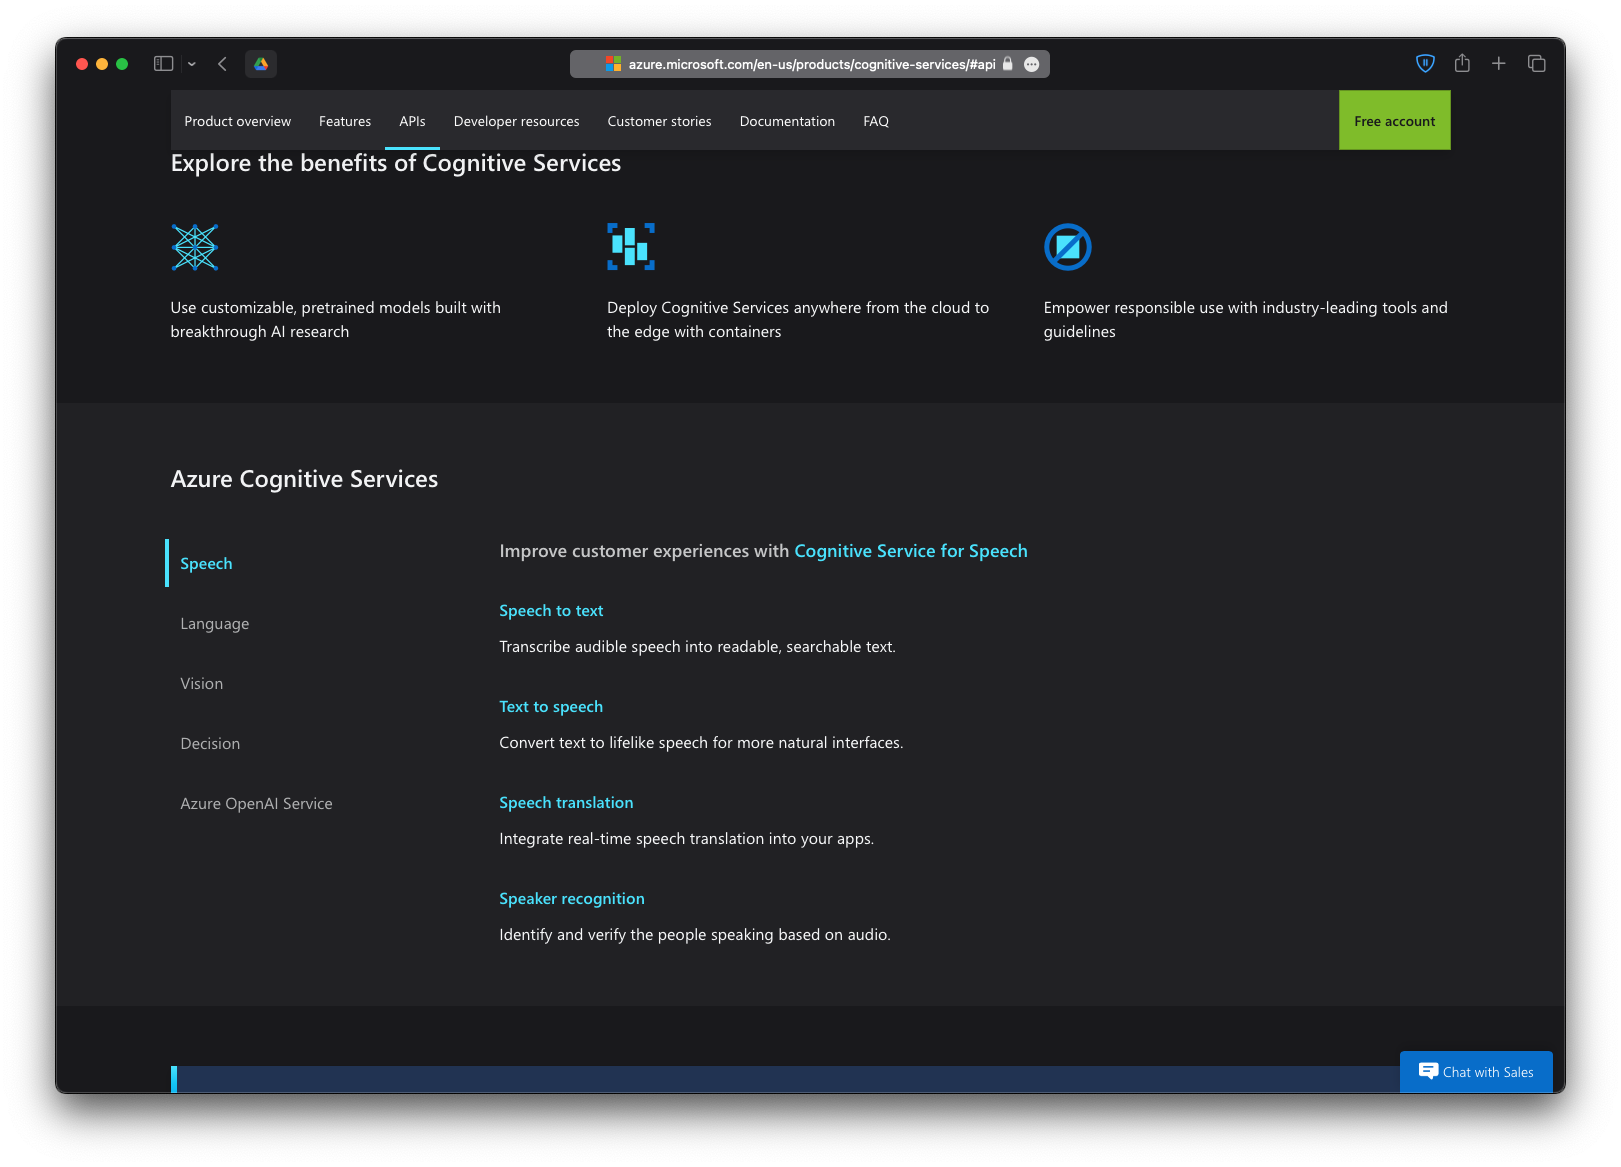 azure.microsoft.com/en-us/products/cognitive-services/#api
Product overview
Features
APIs
Developer resources
Customer stories
Documentation
FAQ
Free account
Explore the benefits of Cognitive Services
Use customizable, pretrained models built with
breakthrough AI research
Deploy Cognitive Services anywhere from the cloud to
the edge with containers
Empower responsible use with industry-leading tools and
guidelines
Azure Cognitive Services
Speech
Language
Vision
Decision
Azure OpenAI Service
Improve customer experiences with Cognitive Service for Speech
Speech to text
Transcribe audible speech into readable, searchable text.
Text to speech
Convert text to lifelike speech for more natural interfaces.
Speech translation
Integrate real-time speech translation into your apps.
Speaker recognition
Identify and verify the people speaking based on audio.
Chat with Sales